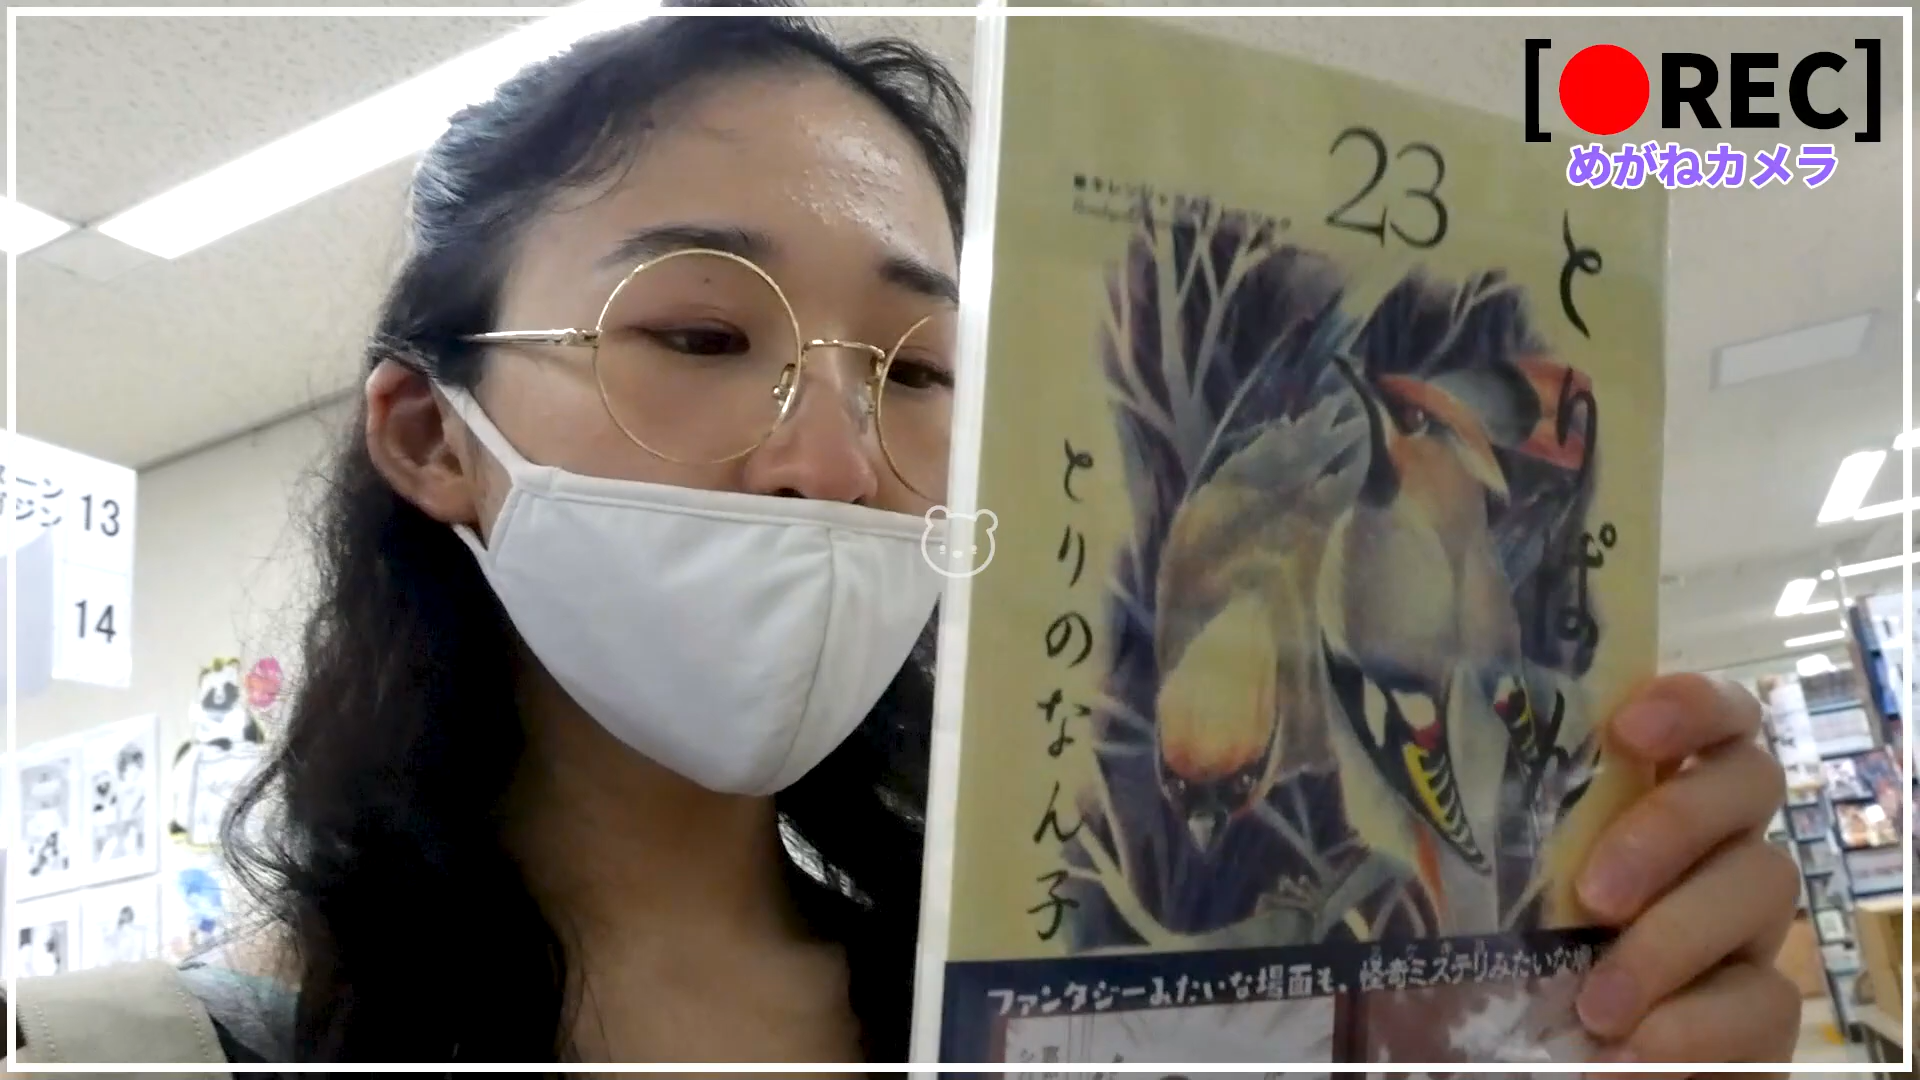 [●REC]
めがねカメラ
23
とりぱん
とりのなん子
ファンタジーみたいな場面も、怪奇ミステリみたいな
13
14